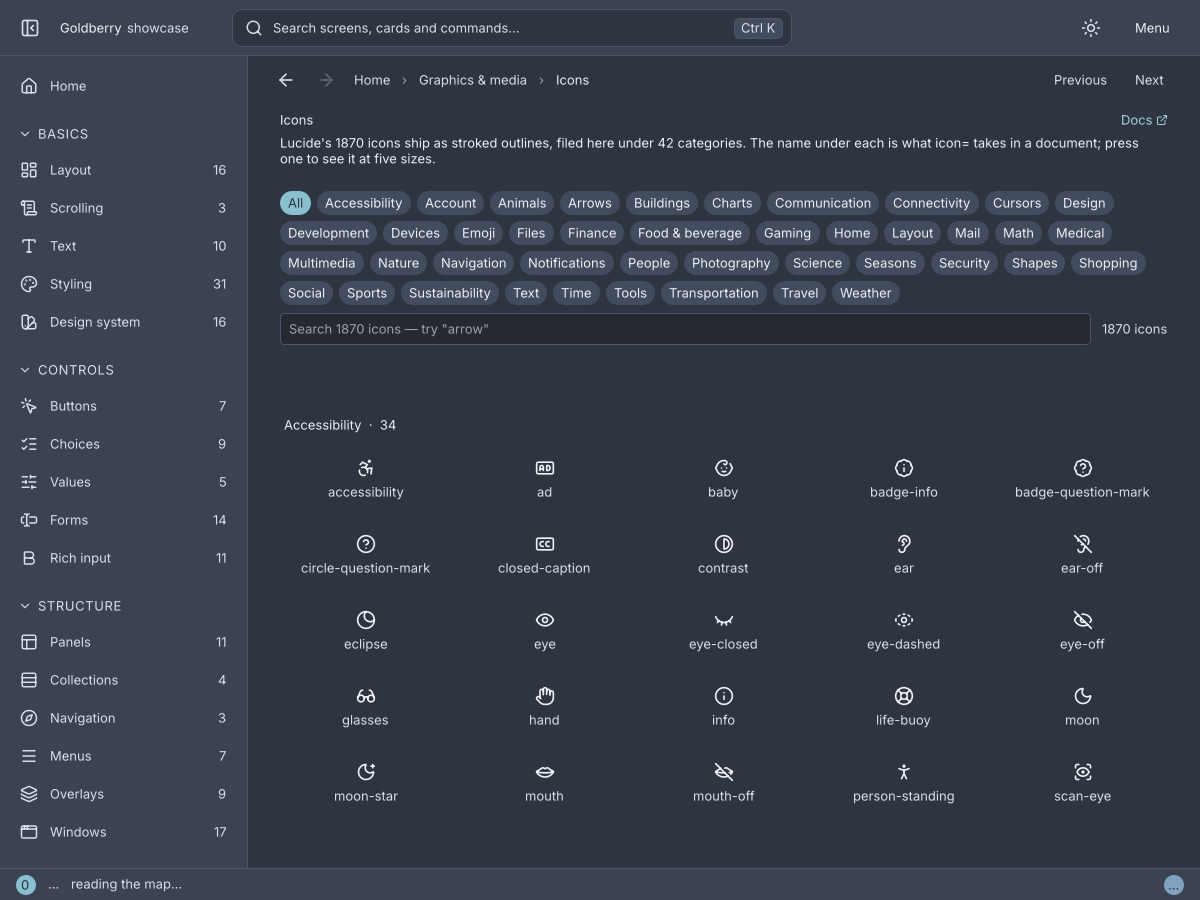 Goldberry showcase
Search screens, cards and commands...
Ctrl K
Menu
Home
BASICS
Layout 16
Scrolling 3
Text 10
Styling 31
Design system 16
CONTROLS
Buttons 7
Choices 9
Values 5
Forms 14
Rich input 11
STRUCTURE
Panels 11
Collections 4
Navigation 3
Menus 7
Overlays 9
Windows 17
Home › Graphics & media › Icons
Previous Next
Icons
Docs
Lucide's 1870 icons ship as stroked outlines, filed here under 42 categories. The name under each is what icon= takes in a document; press
one to see it at five sizes.
All Accessibility Account Animals Arrows Buildings Charts Communication Connectivity Cursors Design
Development Devices Emoji Files Finance Food & beverage Gaming Home Layout Mail Math Medical
Multimedia Nature Navigation Notifications People Photography Science Seasons Security Shapes Shopping
Social Sports Sustainability Text Time Tools Transportation Travel Weather
Search 1870 icons — try "arrow"
1870 icons
Accessibility · 34
accessibility ad baby badge-info badge-question-mark
circle-question-mark closed-caption contrast ear ear-off
eclipse eye eye-closed eye-dashed eye-off
glasses hand info life-buoy moon
moon-star mouth mouth-off person-standing scan-eye
0 ... reading the map...
...